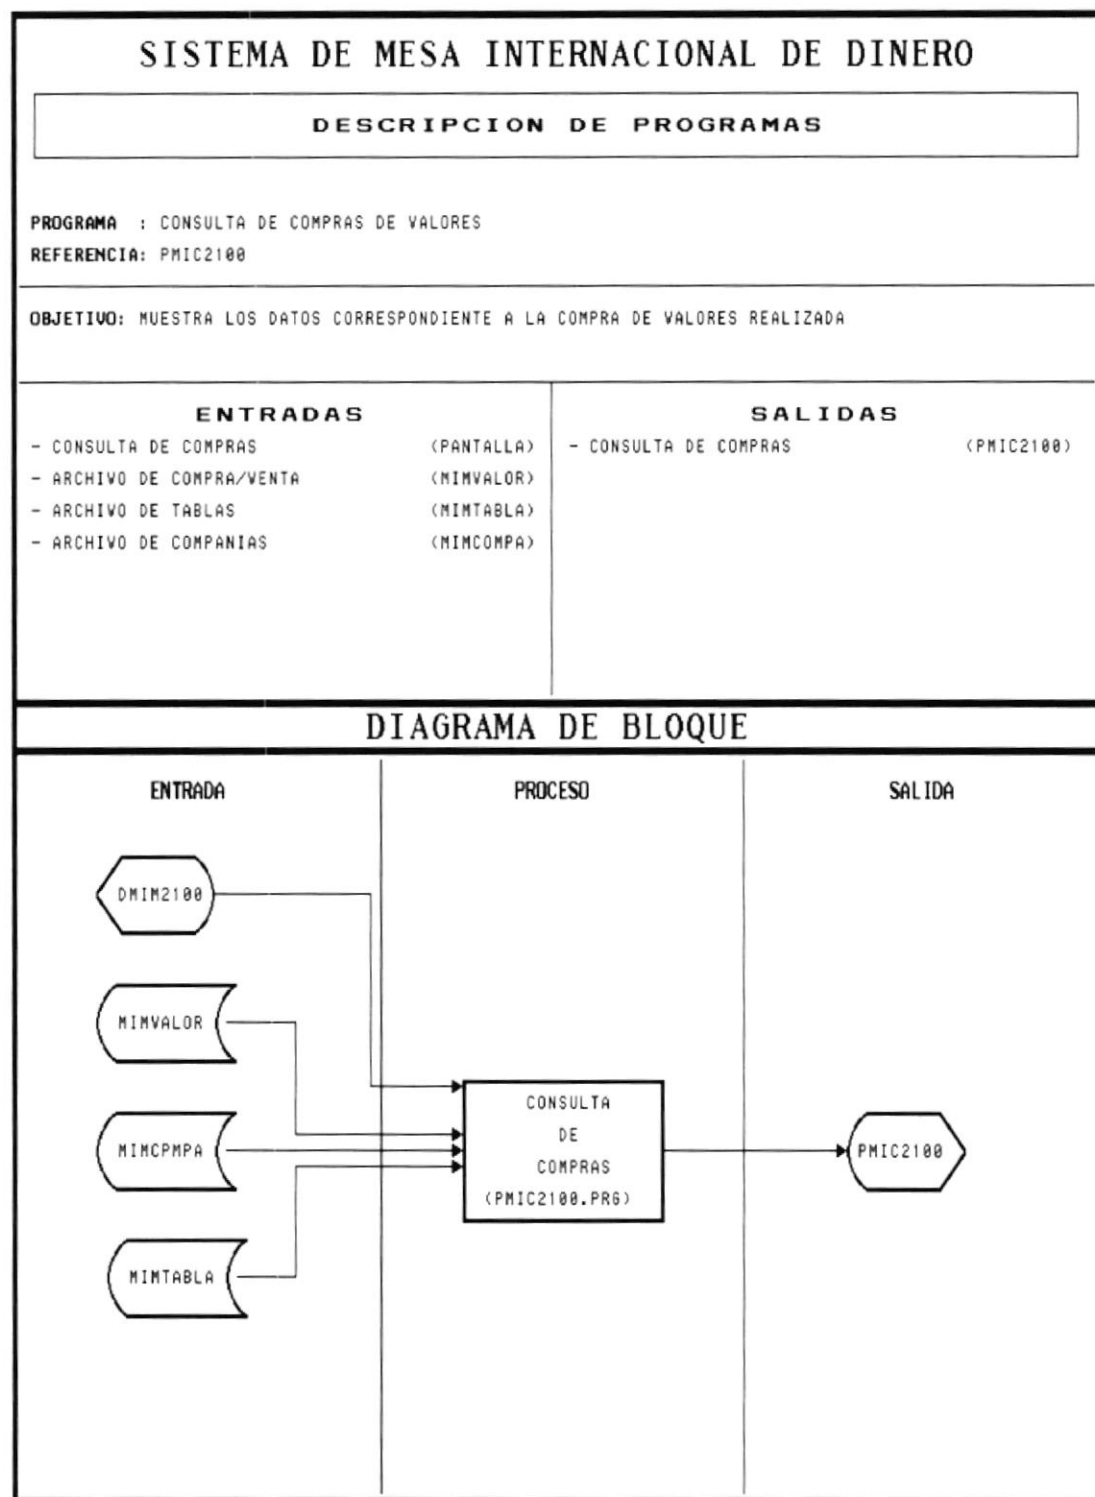 SISTEMA DE MESA INTERNACIONAL DE DINERO
DESCRIPCION DE PROGRAMAS
PROGRAMA : CONSULTA DE COMPRAS DE VALORES
REFERENCIA: PMIC2100
OBJETIVO: MUESTRA LOS DATOS CORRESPONDIENTE A LA COMPRA DE VALORES REALIZADA
ENTRADAS
- CONSULTA DE COMPRAS (PANTALLA)
- ARCHIVO DE COMPRA/VENTA (MIMVALOR)
- ARCHIVO DE TABLAS (MIMTABLA)
- ARCHIVO DE COMPANIAS (MIMCOMPA)
SALIDAS
- CONSULTA DE COMPRAS (PMIC2100)
DIAGRAMA DE BLOQUE
ENTRADA
PROCESO
SALIDA
DMIM2100
MIMVALOR
MIMCPMPA
MIMTABLA
CONSULTA
DE
COMPRAS
(PMIC2100.PRG)
PMIC2100